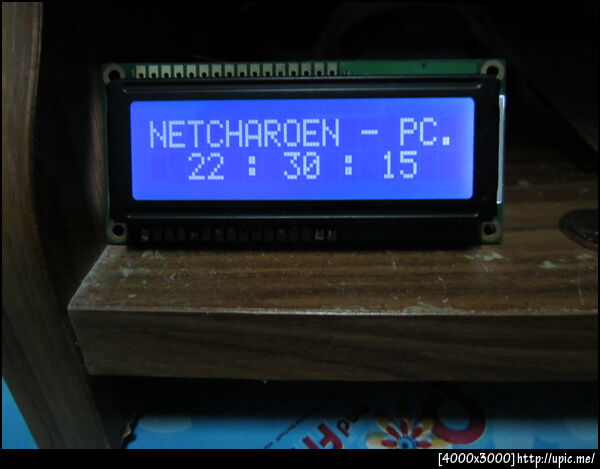 NETCHAROEN - PC.
22 : 30 : 15
[4000x3000]http://upic.me/